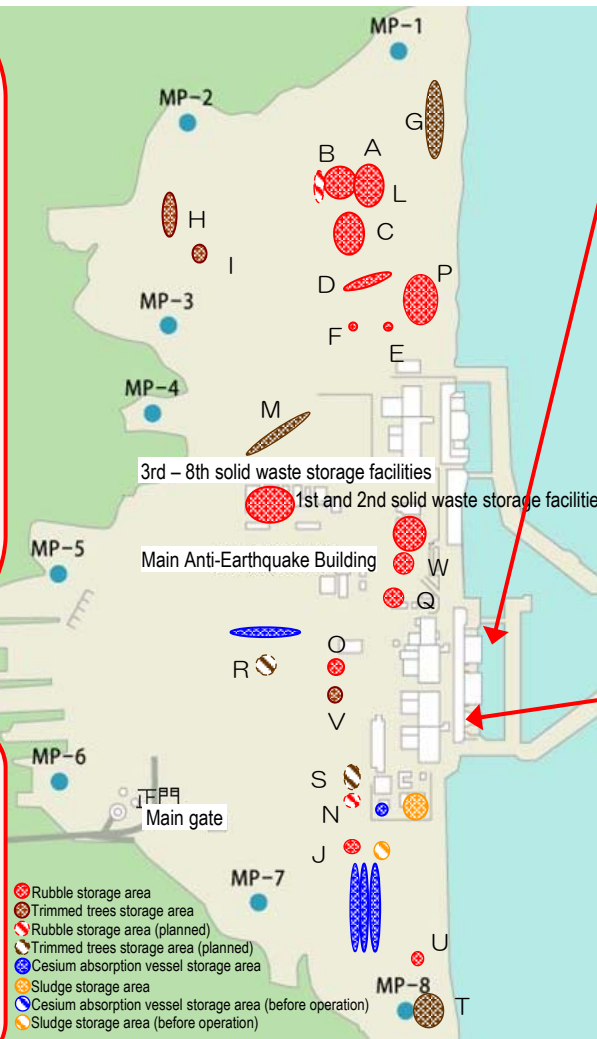 MP-1
MP-2
G
B
A
H
L
C
I
D
P
MP-3
F
E
MP-4
M
3rd – 8th solid waste storage facilities
1st and 2nd solid waste storage facilitie
MP-5
Main Anti-Earthquake Building
W
Q
O
R
V
MP-6
S
正門
N
Main gate
J
MP-7
Rubble storage area
Trimmed trees storage area
Rubble storage area (planned)
Trimmed trees storage area (planned)
Cesium absorption vessel storage area
Sludge storage area
Cesium absorption vessel storage area (before operation)
Sludge storage area (before operation)
U
MP-8
T